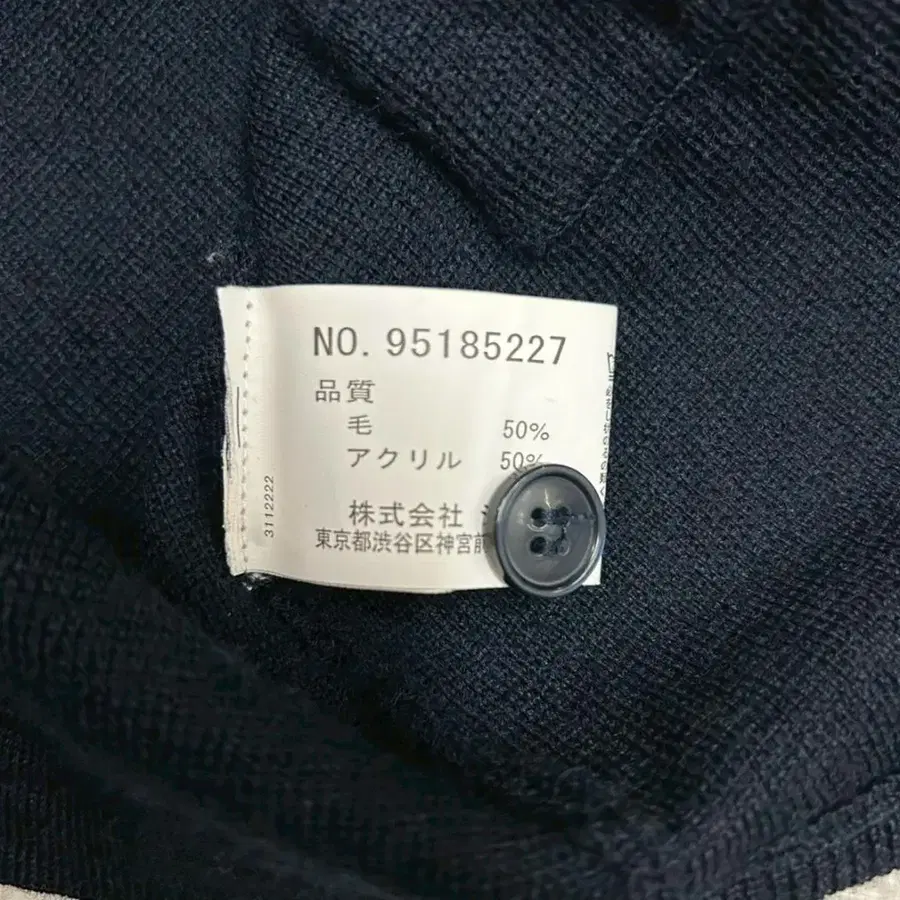 NO. 95185227
品質
毛 50%
アクリル 50%
株式会社
東京都渋谷区神宮前
3112222